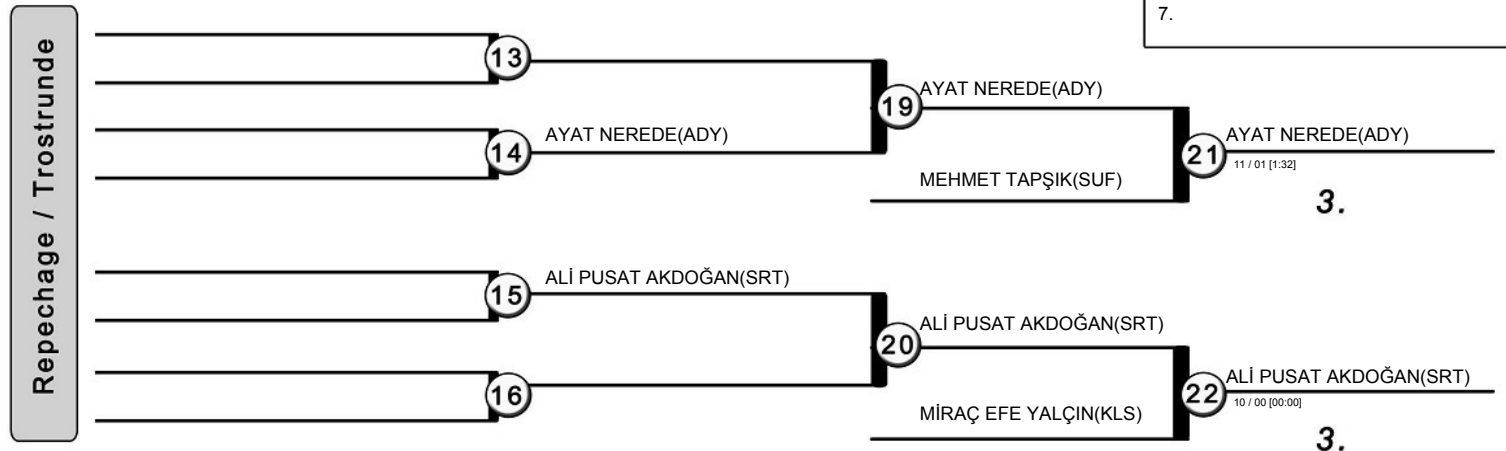 7.
Repechage / Trostrunde
13
14
AYAT NEREDE(ADY)
19
AYAT NEREDE(ADY)
MEHMET TAPŞIK(SUF)
21
AYAT NEREDE(ADY)
11 / 01 [1:32]
3.
15
ALİ PUSAT AKDOĞAN(SRT)
16
20
ALİ PUSAT AKDOĞAN(SRT)
MİRAÇ EFE YALÇIN(KLS)
22
ALİ PUSAT AKDOĞAN(SRT)
10 / 00 [00:00]
3.